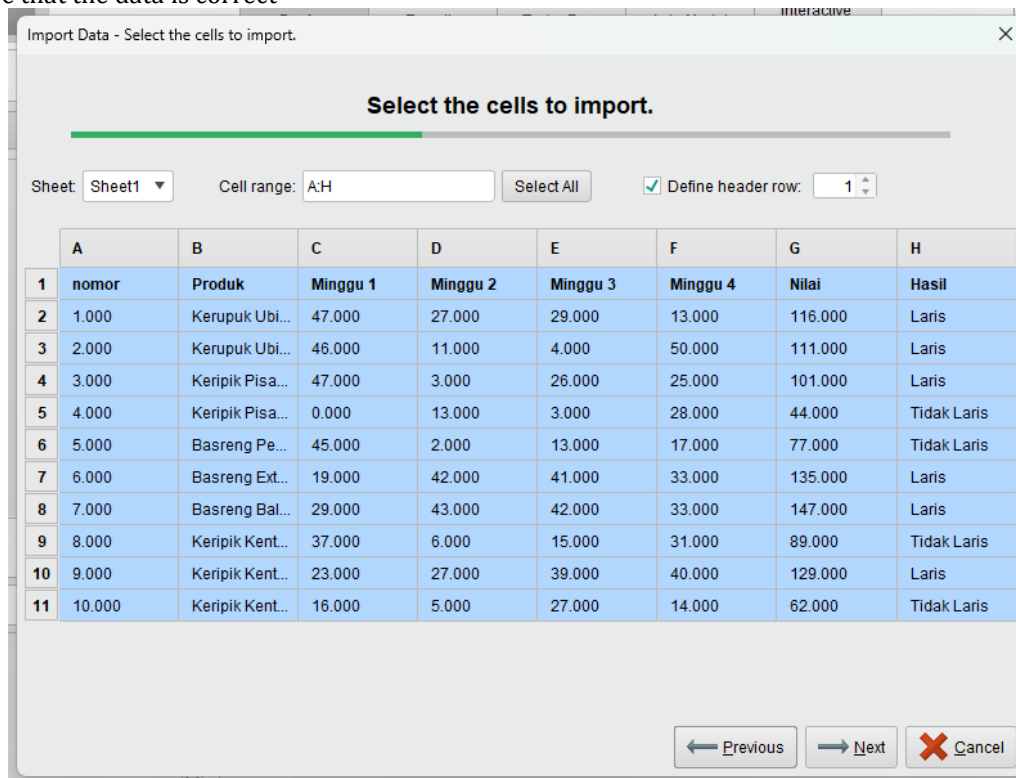 that the data is correct
Interactive
Import Data - Select the cells to import.
Select the cells to import.
Sheet: Sheet1 Cell range: A:H Select All Define header row: 1
A B C D E F G H
1 nomor Produk Minggu 1 Minggu 2 Minggu 3 Minggu 4 Nilai Hasil
2 1.000 Kerupuk Ubi... 47.000 27.000 29.000 13.000 116.000 Laris
3 2.000 Kerupuk Ubi... 46.000 11.000 4.000 50.000 111.000 Laris
4 3.000 Keripik Pisa... 47.000 3.000 26.000 25.000 101.000 Laris
5 4.000 Keripik Pisa... 0.000 13.000 3.000 28.000 44.000 Tidak Laris
6 5.000 Basreng Pe... 45.000 2.000 13.000 17.000 77.000 Tidak Laris
7 6.000 Basreng Ext... 19.000 42.000 41.000 33.000 135.000 Laris
8 7.000 Basreng Bal... 29.000 43.000 42.000 33.000 147.000 Laris
9 8.000 Keripik Kent... 37.000 6.000 15.000 31.000 89.000 Tidak Laris
10 9.000 Keripik Kent... 23.000 27.000 39.000 40.000 129.000 Laris
11 10.000 Keripik Kent... 16.000 5.000 27.000 14.000 62.000 Tidak Laris
Previous Next Cancel